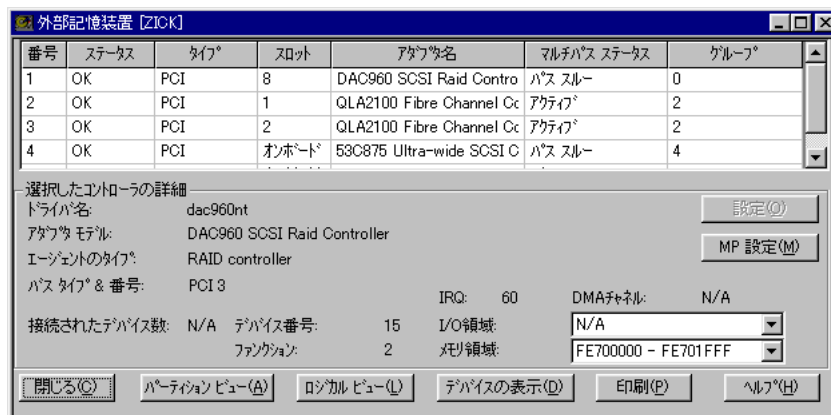 外部記憶装置 [ZICK]
番号 ステータス タイプ スロット アダプタ名 マルチパス ステータス グループ
1 OK PCI 8 DAC960 SCSI Raid Contro パス スルー 0
2 OK PCI 1 QLA2100 Fibre Channel Cc アクティブ 2
3 OK PCI 2 QLA2100 Fibre Channel Cc アクティブ 2
4 OK PCI オンボード 53C875 Ultra-wide SCSI C パス スルー 4
選択したコントローラの詳細
ドライバ名: dac960nt 設定(O)
アダプタ モデル: DAC960 SCSI Raid Controller
エージェントのタイプ: RAID controller MP 設定(M)
バス タイプ & 番号: PCI 3
IRQ: 60 DMAチャネル: N/A
接続されたデバイス数: N/A デバイス番号: 15 I/O領域: N/A
ファンクション: 2 メモリ領域: FE700000 - FE701FFF
閉じる(C) パーティション ビュー(A) ロジカル ビュー(L) デバイスの表示(D) 印刷(P) ヘルプ(H)